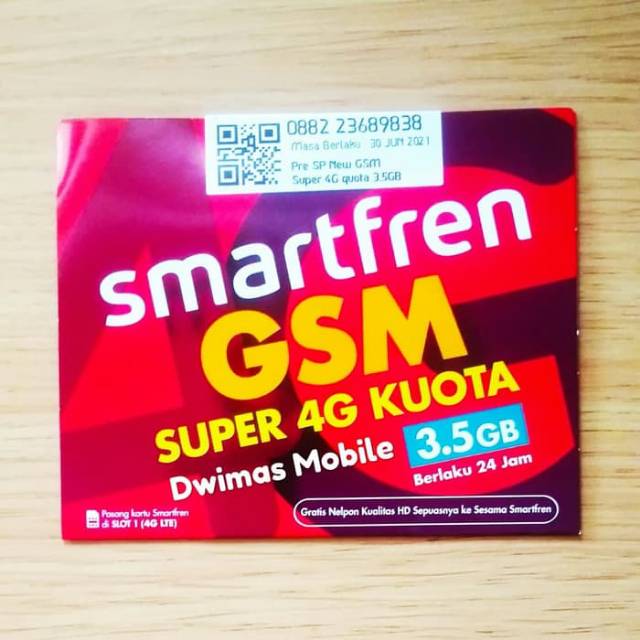 0882 23689838
Masa Berlaku 30 JUN 2021
Pre SP New GSM
Super 4G quota 3.5GB
smartfren
GSM
SUPER 4G KUOTA
Dwimas Mobile 3.5GB
Berlaku 24 Jam
Pasang kartu Smartfren
di SLOT 1 (4G LTE)
Gratis Nelpon Kualitas HD Sepuasnya ke Sesama Smartfren